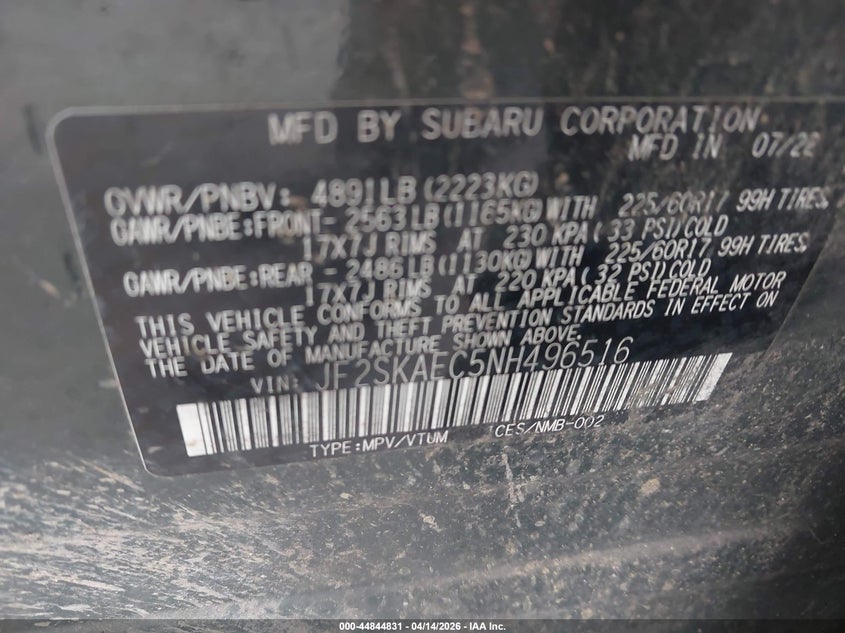 MFD BY SUBARU CORPORATION
MFD IN 07/22
GVWR/PNBV: 4891LB(2223KG)
GAWR/PNBE:FRONT- 2563LB(1165KG)WITH 225/60R17 99H TIRES,
17X7J RIMS AT 230 KPA(33 PSI)COLD
GAWR/PNBE:REAR - 2486LB(1130KG)WITH 225/60R17 99H TIRES,
17X7J RIMS AT 220 KPA(32 PSI)COLD
THIS VEHICLE CONFORMS TO ALL APPLICABLE FEDERAL MOTOR
VEHICLE SAFETY AND THEFT PREVENTION STANDARDS IN EFFECT ON
THE DATE OF MANUFACTURE SHOWN ABOVE.
VIN: JF2SKAEC5NH496516
TYPE:MPV/VTUM CES/NMB-002
000-44844831 - 04/14/2026 - IAA Inc.